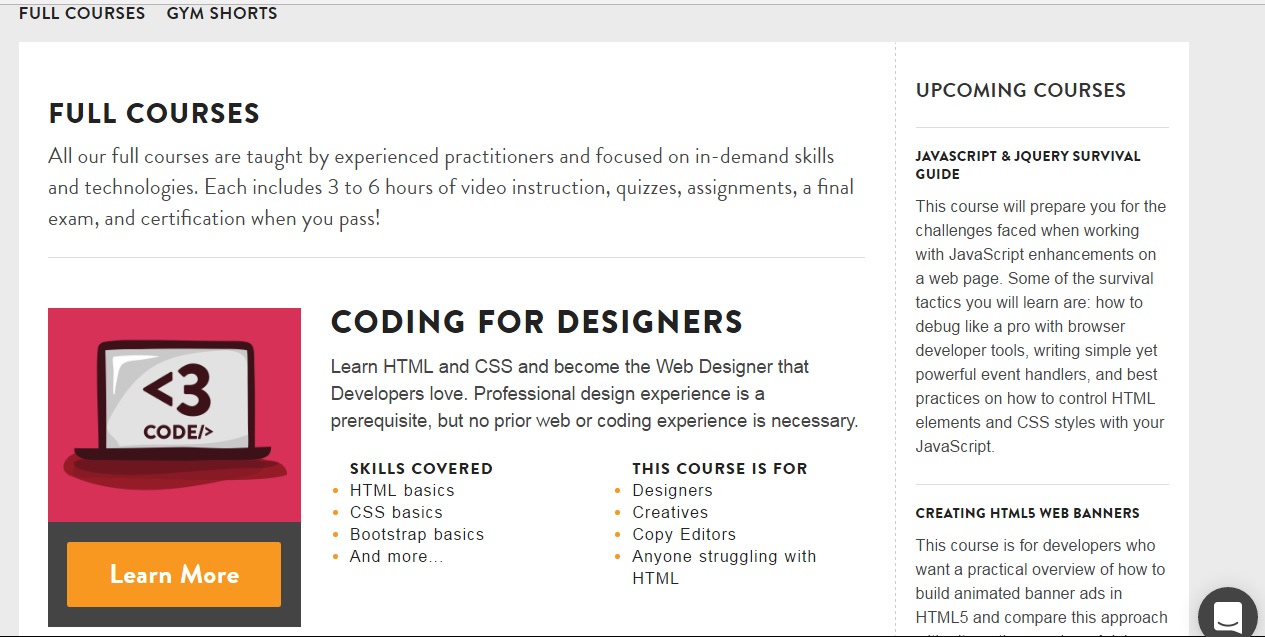 FULL COURSES GYM SHORTS
FULL COURSES
All our full courses are taught by experienced practitioners and focused on in-demand skills
and technologies. Each includes 3 to 6 hours of video instruction, quizzes, assignments, a final
exam, and certification when you pass!
<3
CODE/>
Learn More
CODING FOR DESIGNERS
Learn HTML and CSS and become the Web Designer that
Developers love. Professional design experience is a
prerequisite, but no prior web or coding experience is necessary.
SKILLS COVERED
HTML basics
CSS basics
Bootstrap basics
And more...
THIS COURSE IS FOR
Designers
Creatives
Copy Editors
Anyone struggling with
HTML
UPCOMING COURSES
JAVASCRIPT & JQUERY SURVIVAL
GUIDE
This course will prepare you for the
challenges faced when working
with JavaScript enhancements on
a web page. Some of the survival
tactics you will learn are: how to
debug like a pro with browser
developer tools, writing simple yet
powerful event handlers, and best
practices on how to control HTML
elements and CSS styles with your
JavaScript.
CREATING HTML5 WEB BANNERS
This course is for developers who
want a practical overview of how to
build animated banner ads in
HTML5 and compare this approach